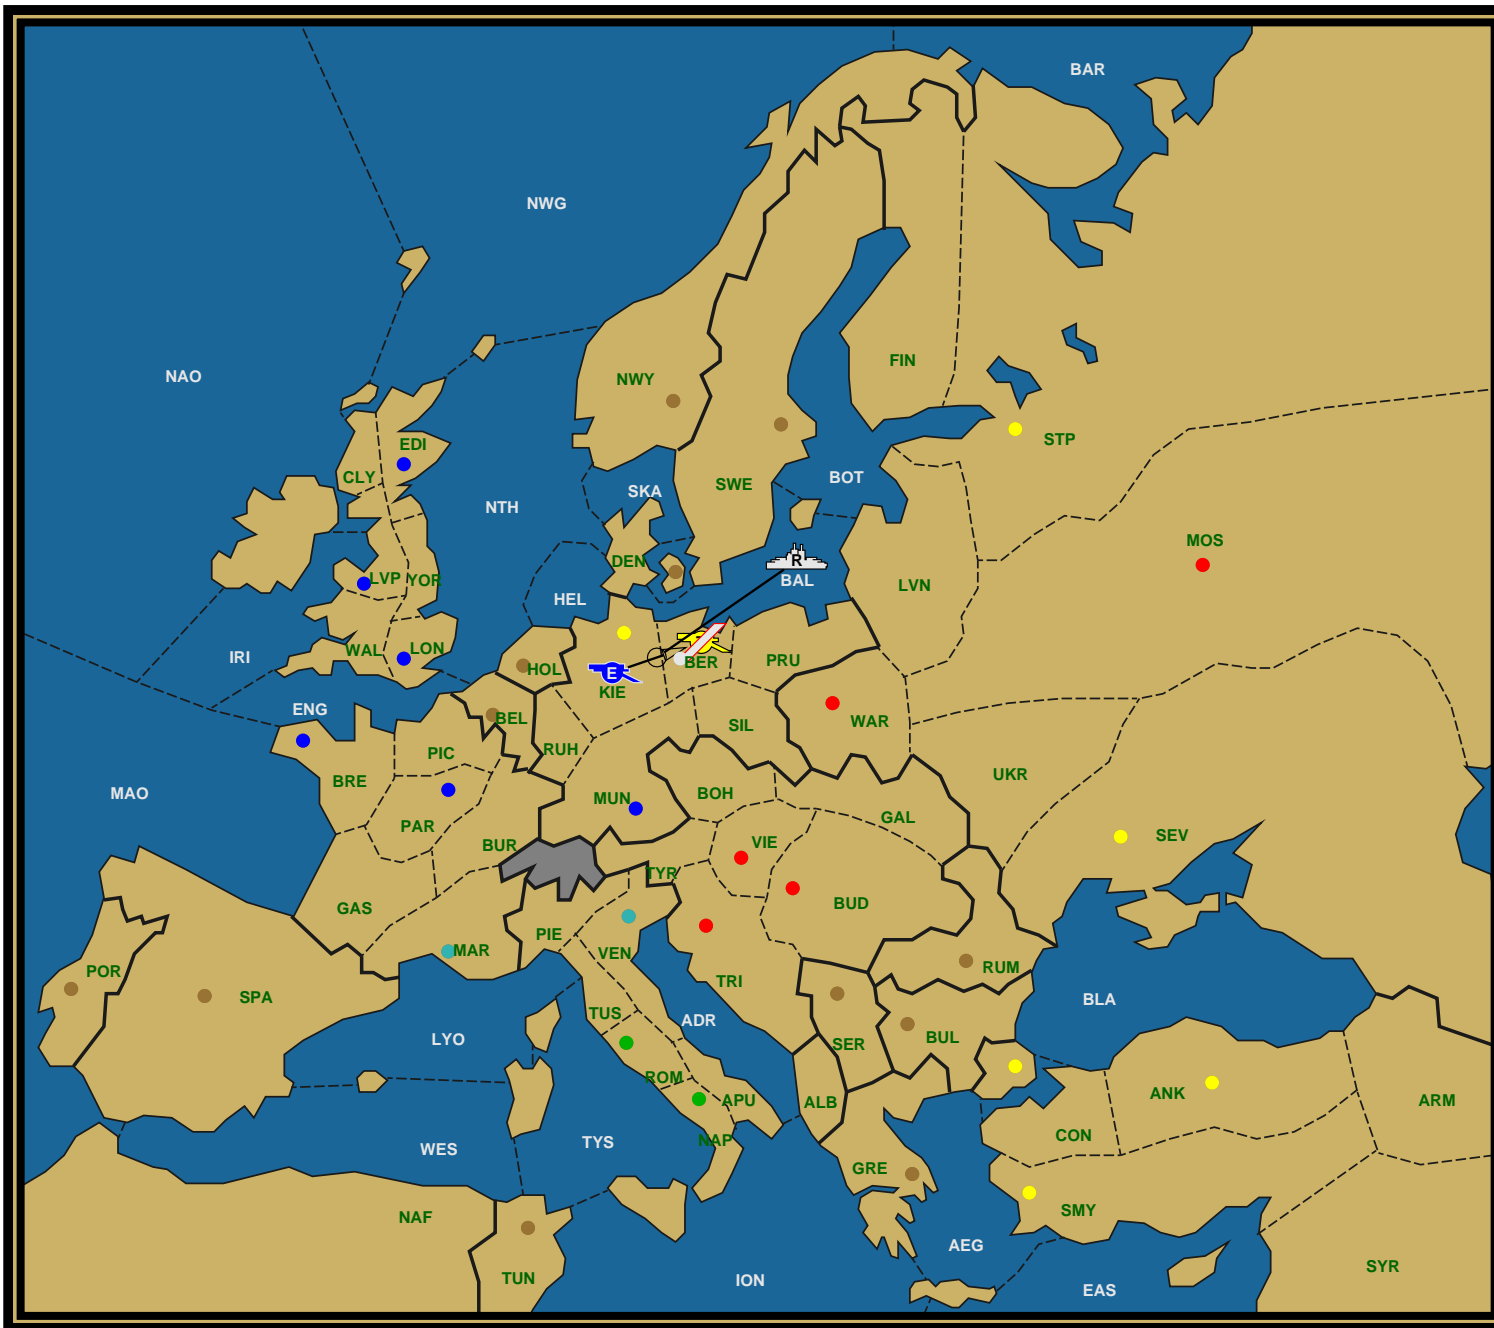 BAR
NWG
NAO
FIN
NWY
STP
EDI
CLY
SWE
BOT
SKA
NTH
MOS
R
DEN
BAL
LVP
YOR
LVN
HEL
WAL
LON
IRI
HOL
BER
PRU
E
KIE
ENG
BEL
WAR
SIL
PIC
RUH
UKR
BRE
MAO
BOH
MUN
GAL
PAR
SEV
BUR
VIE
TYR
BUD
GAS
PIE
MAR
VEN
RUM
POR
SPA
TRI
BLA
TUS
ADR
LYO
BUL
SER
ROM
ANK
APU
ALB
ARM
CON
NAP
TYS
WES
GRE
SMY
NAF
AEG
SYR
TUN
ION
EAS